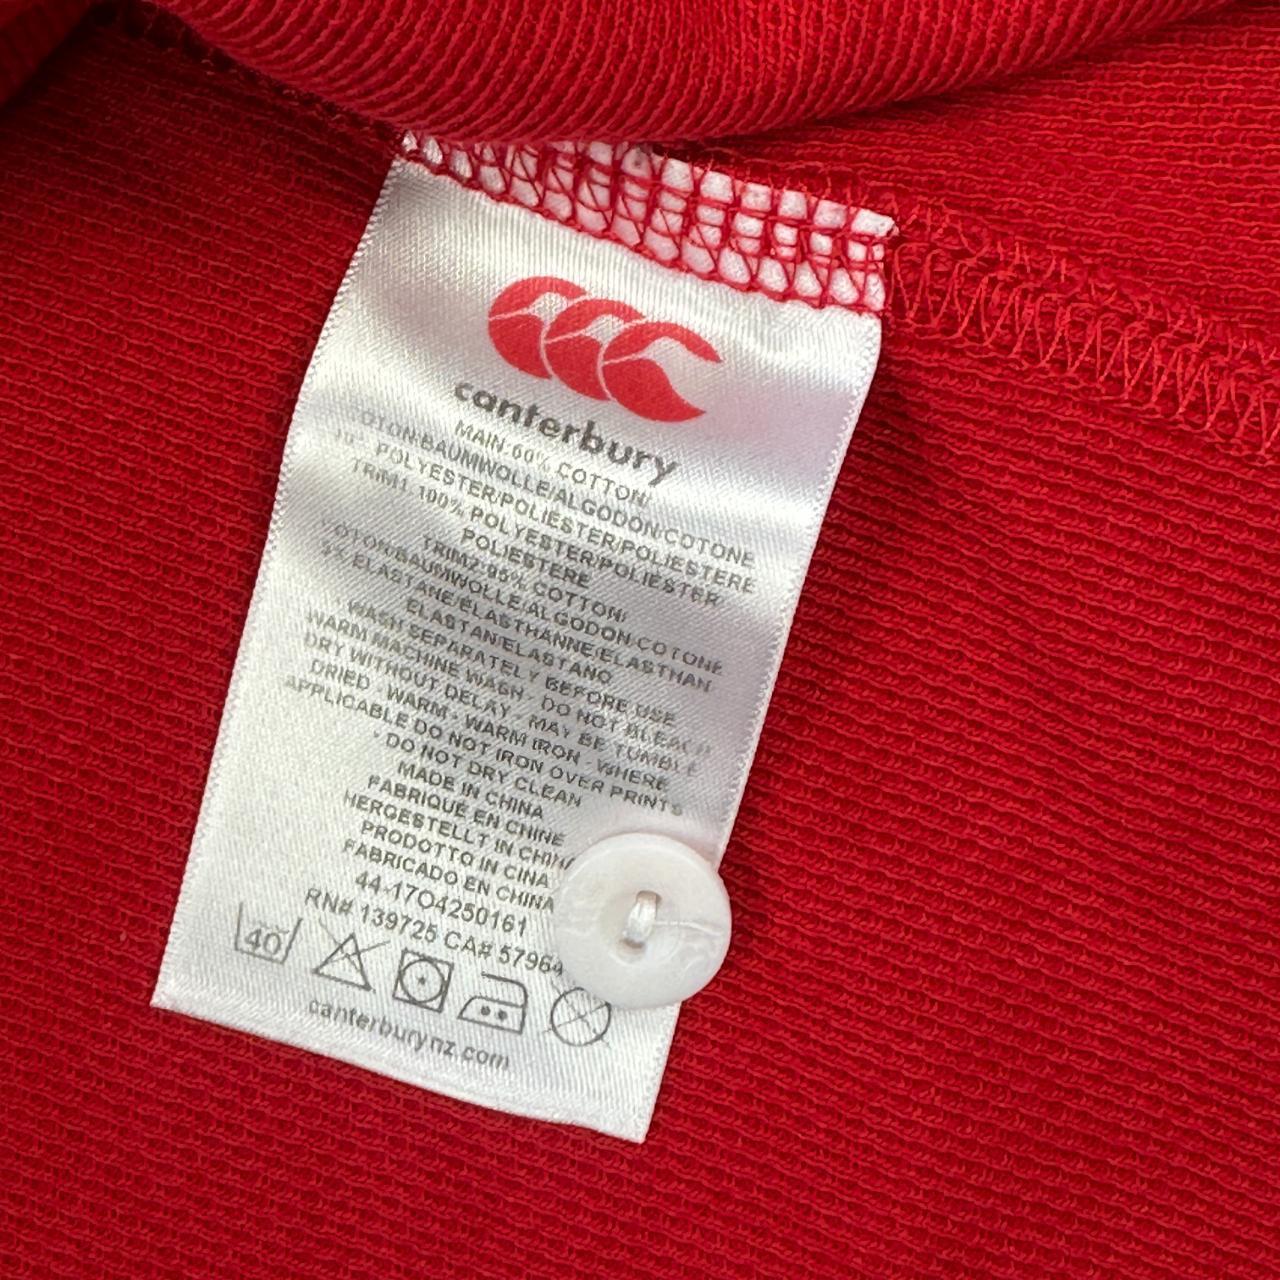 canterbury
MAIN:60% COTTON/
COTON/BAUMWOLLE/ALGODON/COTONE
POLYESTER/POLIESTER/POLIESTERE
TRIM1: 100% POLYESTER/POLIESTER
POLIESTERE
TRIM2:95% COTTON/
COTON/BAUMWOLLE/ALGODON/COTONE
ELASTANE/ELASTHANNE/ELASTHAN
ELASTAN/ELASTANO
WASH SEPARATELY BEFORE USE
WARM MACHINE WASH - DO NOT BLEACH
DRY WITHOUT DELAY - MAY BE TUMBLE
DRIED - WARM - WARM IRON - WHERE
APPLICABLE DO NOT IRON OVER PRINTS
- DO NOT DRY CLEAN
MADE IN CHINA
FABRIQUÉ EN CHINE
HERGESTELLT IN CHINA
PRODOTTO IN CINA
FABRICADO EN CHINA
44-17O4250161
RN# 139725 CA# 57964
40
canterburynz.com